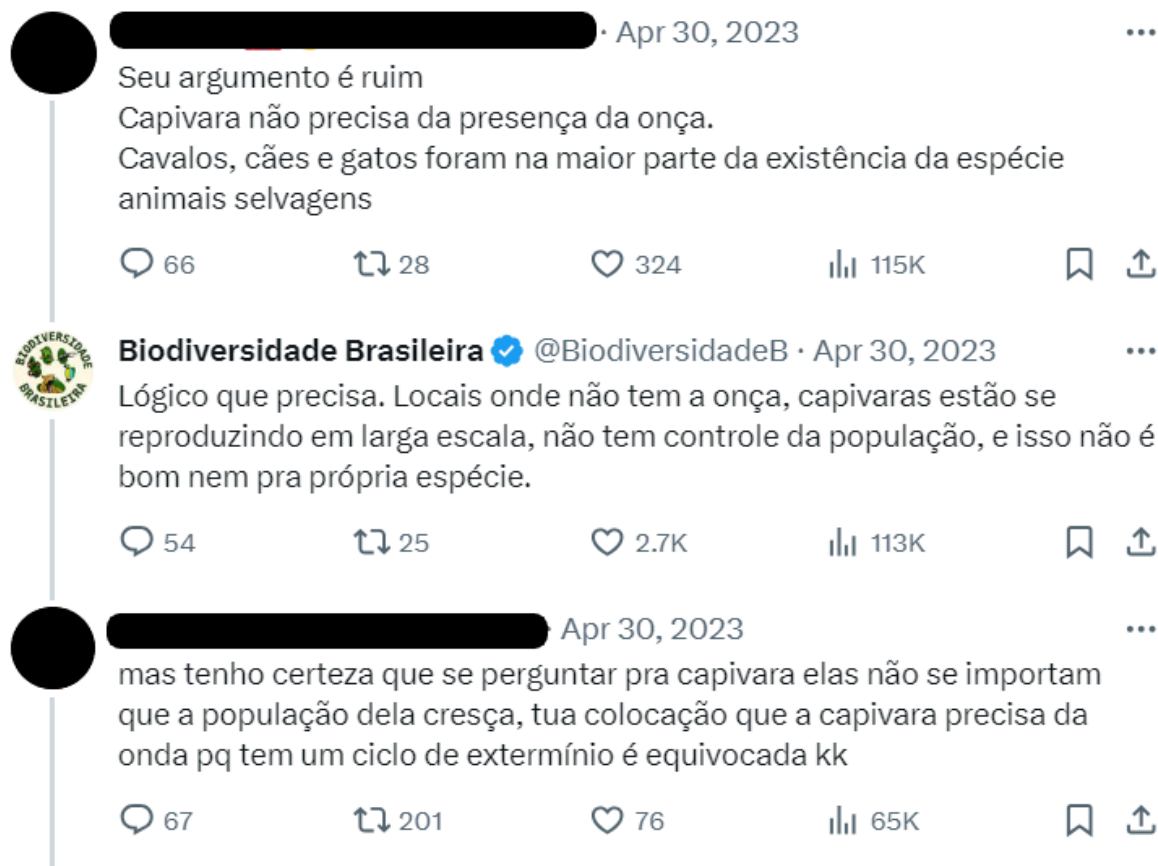 · Apr 30, 2023
Seu argumento é ruim
Capivara não precisa da presença da onça.
Cavalos, cães e gatos foram na maior parte da existência da espécie
animais selvagens
66 28 324 115K
BIODIVERSIDADE
BRASILEIRA
Biodiversidade Brasileira @BiodiversidadeB · Apr 30, 2023
Lógico que precisa. Locais onde não tem a onça, capivaras estão se
reproduzindo em larga escala, não tem controle da população, e isso não é
bom nem pra própria espécie.
54 25 2.7K 113K
Apr 30, 2023
mas tenho certeza que se perguntar pra capivara elas não se importam
que a população dela cresça, tua colocação que a capivara precisa da
onda pq tem um ciclo de extermínio é equivocada kk
67 201 76 65K